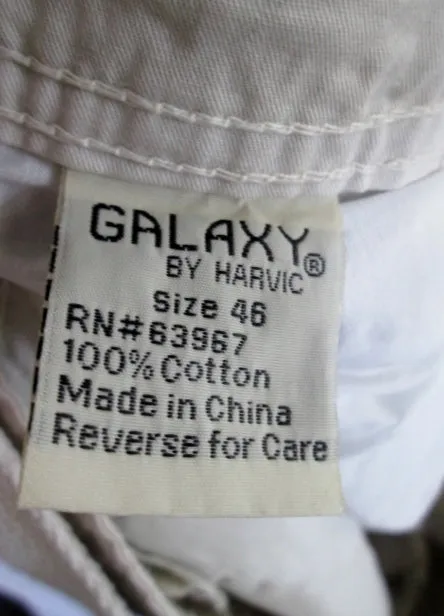 GALAXY®
BY HARVIC
Size 46
RN#63967
100% Cotton
Made in China
Reverse for Care